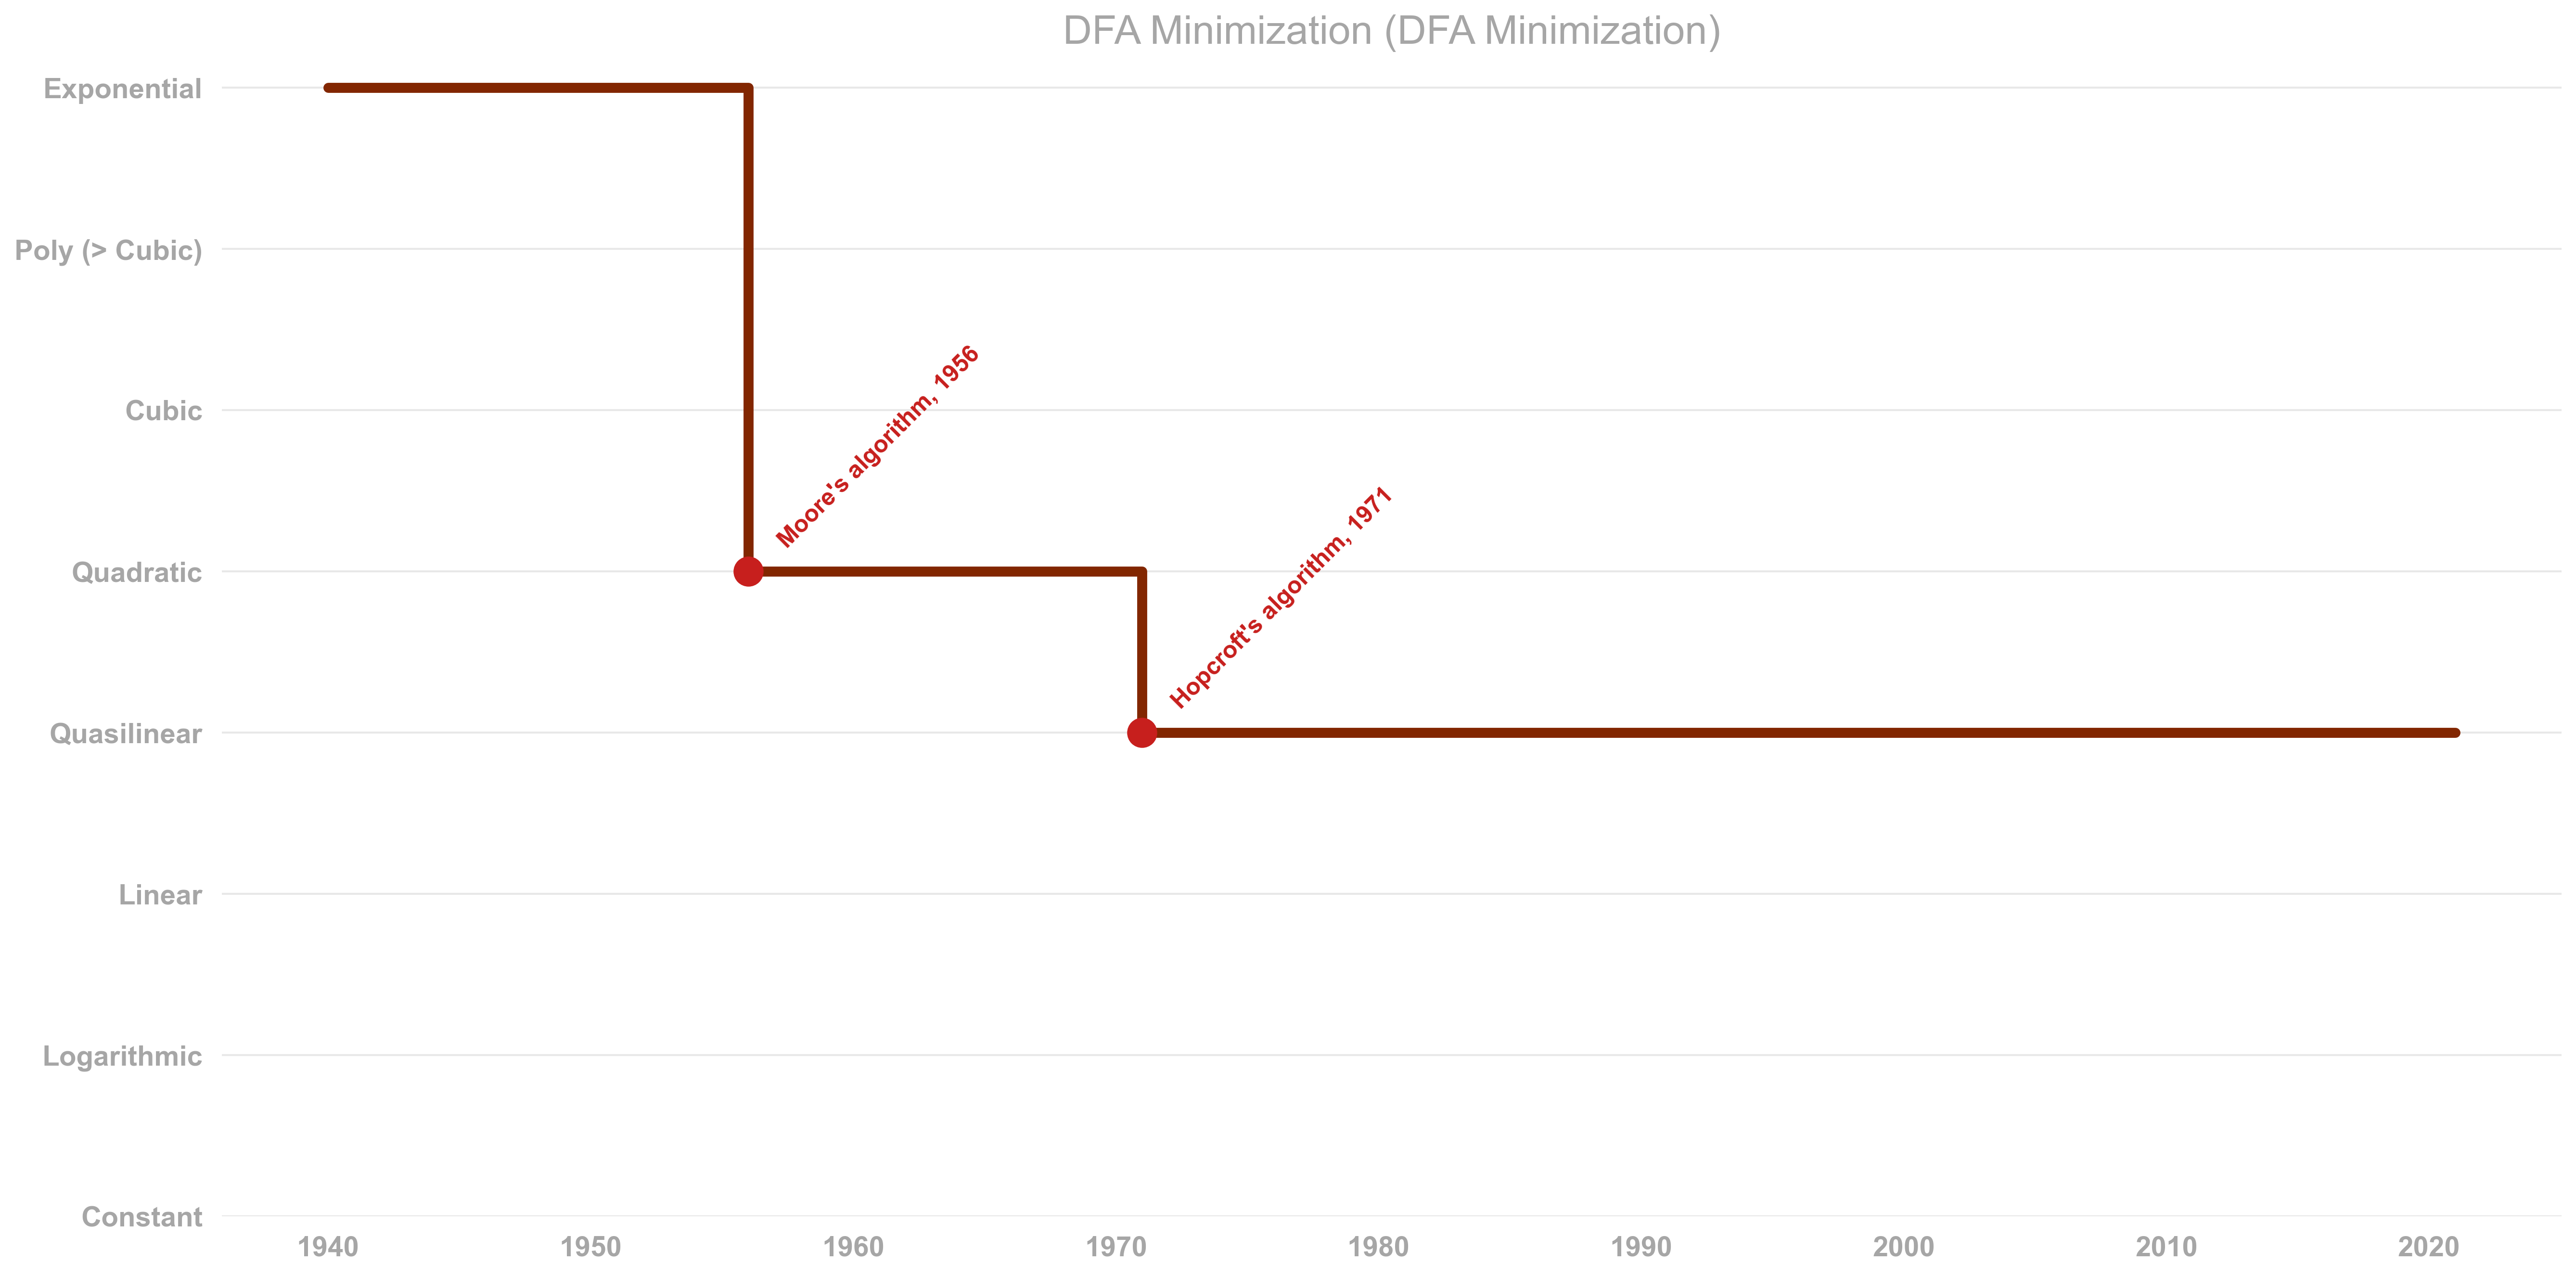 DFA Minimization (DFA Minimization)
Exponential
Poly (> Cubic)
Cubic
Quadratic
Quasilinear
Linear
Logarithmic
Constant
Moore's algorithm, 1956
Hopcroft's algorithm, 1971
1940 1950 1960 1970 1980 1990 2000 2010 2020